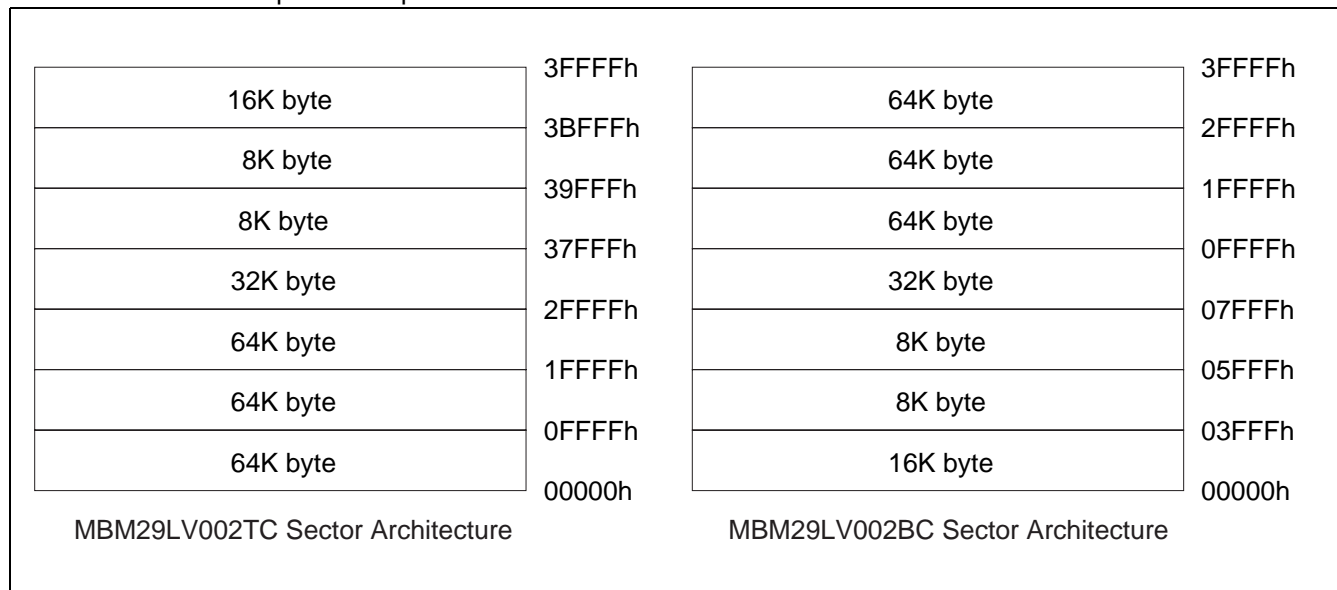 3FFFFh
16K byte
3BFFFh
8K byte
39FFFh
8K byte
37FFFh
32K byte
2FFFFh
64K byte
1FFFFh
64K byte
0FFFFh
64K byte
00000h
MBM29LV002TC Sector Architecture
3FFFFh
64K byte
2FFFFh
64K byte
1FFFFh
64K byte
0FFFFh
32K byte
07FFFh
8K byte
05FFFh
8K byte
03FFFh
16K byte
00000h
MBM29LV002BC Sector Architecture